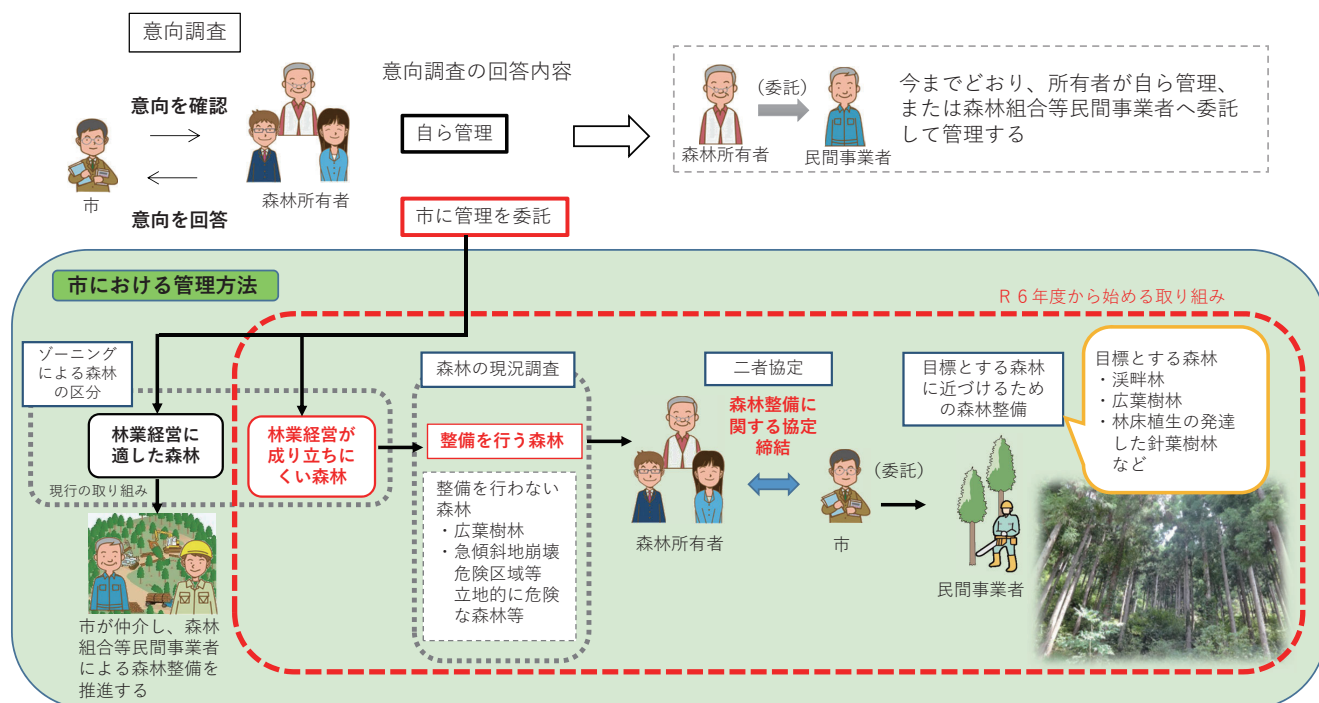 意向調査
意向を確認
市
意向を回答
森林所有者
意向調査の回答内容
自ら管理
市に管理を委託
(委託)
森林所有者
民間事業者
今までどおり、所有者が自ら管理、
または森林組合等民間事業者へ委託
して管理する
市における管理方法
R6年度から始める取り組み
ゾーニング
による森林
の区分
林業経営に
適した森林
現行の取り組み
市が仲介し、森林
組合等民間事業者
による森林整備を
推進する
林業経営が
成り立ちに
くい森林
森林の現況調査
整備を行う森林
整備を行わない
森林
・広葉樹林
・急傾斜地崩壊
危険区域等
立地的に危険
な森林等
二者協定
森林整備に
関する協定
締結
森林所有者
市
(委託)
目標とする森林
に近づけるため
の森林整備
民間事業者
目標とする森林
・渓畔林
・広葉樹林
・林床植生の発達
した針葉樹林
など